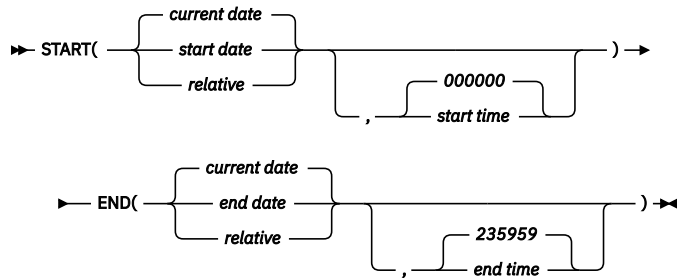 current date
START( start date )
relative
000000
, start time
current date
END( end date )
relative
235959
, end time